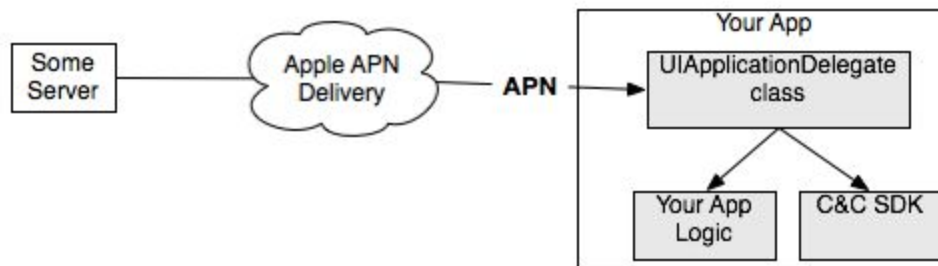 Some
Server
Apple APN
Delivery
APN
Your App
UIApplicationDelegate
class
Your App
Logic
C&C SDK